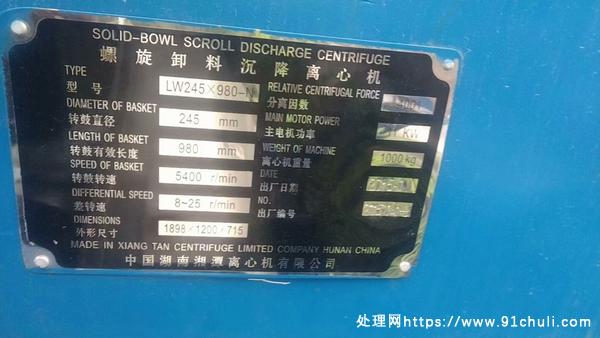 SOLID-BOWL SCROLL DISCHARGE CENTRIFUGE
螺旋卸料沉降离心机
TYPE
型号 LW245×980-N
DIAMETER OF BASKET
转鼓直径 245 mm
LENGTH OF BASKET
转鼓有效长度 980 mm
SPEED OF BASKET
转鼓转速 5400 r/min
DIFFERENTIAL SPEED
差转速 8~25 r/min
DIMENSIONS
外形尺寸 1898×1200×715
RELATIVE CENTRIFUGAL FORCE
分离因数
MAIN MOTOR POWER
主电机功率 KW
WEIGHT OF MACHINE
离心机重量 1000kg
DATE
出厂日期
NO.
出厂编号
MADE IN XIANG TAN CENTRIFUGE LIMITED COMPANY HUNAN CHINA
中国湖南湘潭离心机有限公司
处理网https://www.91chuli.com/